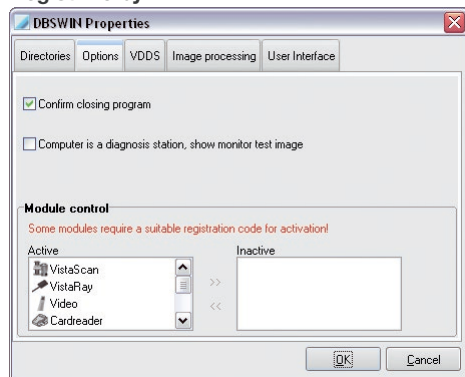 DBSWIN Properties
Directories Options VDDS Image processing User Interface
Confirm closing program
Computer is a diagnosis station, show monitor test image
Module control
Some modules require a suitable registration code for activation!
Active Inactive
VistaScan
VistaRay
Video
Cardreader
>>
<<
OK Cancel